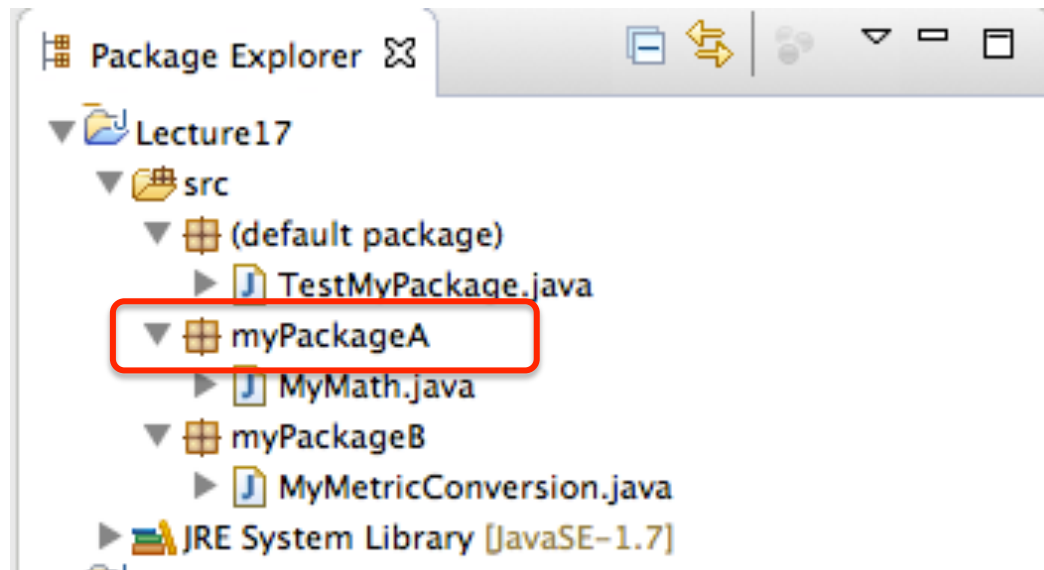 Package Explorer
Lecture17
src
(default package)
TestMyPackage.java
myPackageA
MyMath.java
myPackageB
MyMetricConversion.java
JRE System Library [JavaSE-1.7]